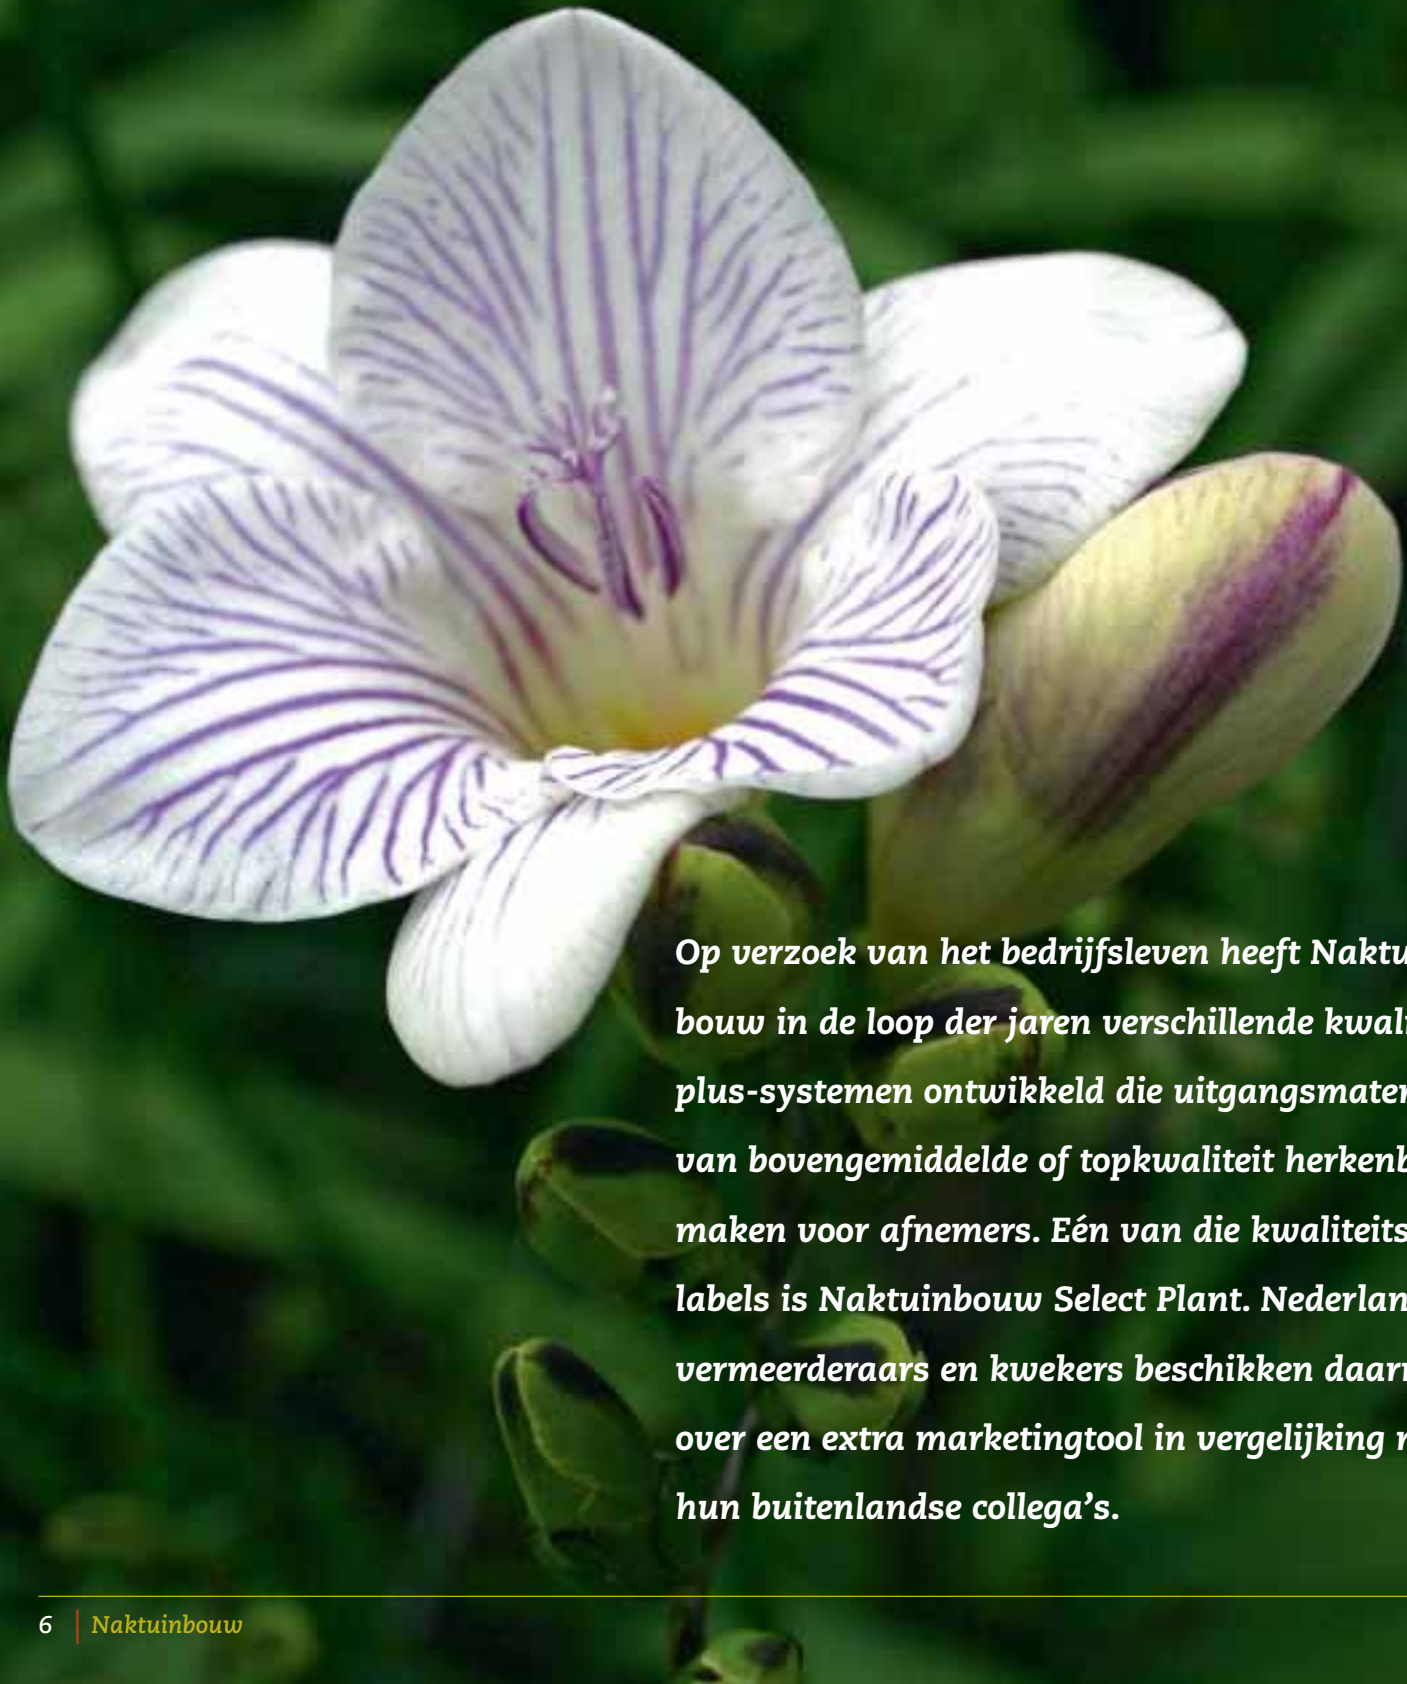 Op verzoek van het bedrijfsleven heeft Naktu
bouw in de loop der jaren verschillende kwali
plus-systemen ontwikkeld die uitgangsmater
van bovengemiddelde of topkwaliteit herkenb
maken voor afnemers. Eén van die kwaliteits
labels is Naktuinbouw Select Plant. Nederlan
vermeerderaars en kwekers beschikken daar
over een extra marketingtool in vergelijking
hun buitenlandse collega's.
6 | Naktuinbouw